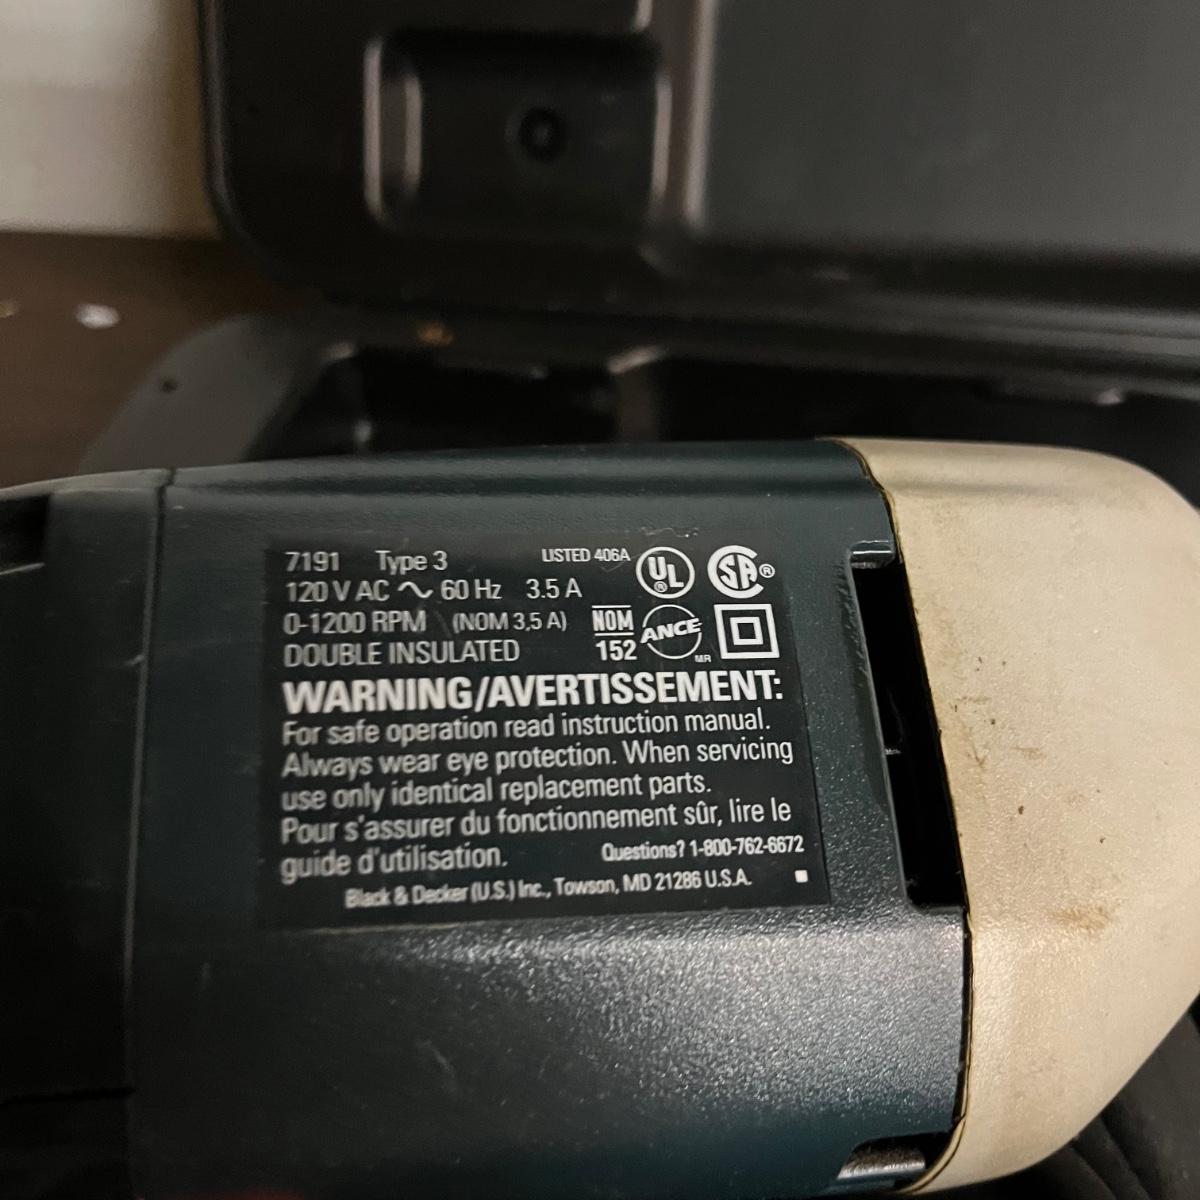 7191 Type 3 LISTED 406A UL ® SA ®
120 V AC ~ 60 Hz 3.5 A
0-1200 RPM (NOM 3,5 A) NOM ANCE
DOUBLE INSULATED 152 MR
WARNING/AVERTISSEMENT:
For safe operation read instruction manual.
Always wear eye protection. When servicing
use only identical replacement parts.
Pour s'assurer du fonctionnement sûr, lire le
guide d'utilisation. Questions? 1-800-762-6672
Black & Decker (U.S.) Inc., Towson, MD 21286 U.S.A.